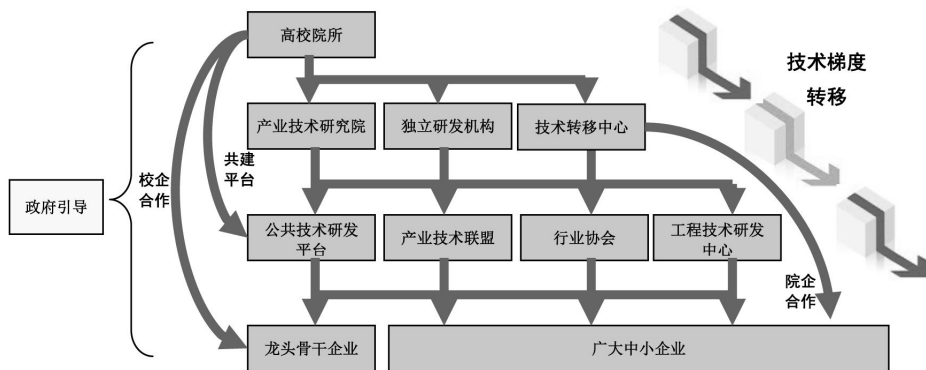 高校院所
技术梯度
转移
产业技术研究院
独立研发机构
技术转移中心
共建
平台
校企
合作
政府引导
公共技术研发
平台
产业技术联盟
行业协会
工程技术研发
中心
院企
合作
龙头骨干企业
广大中小企业